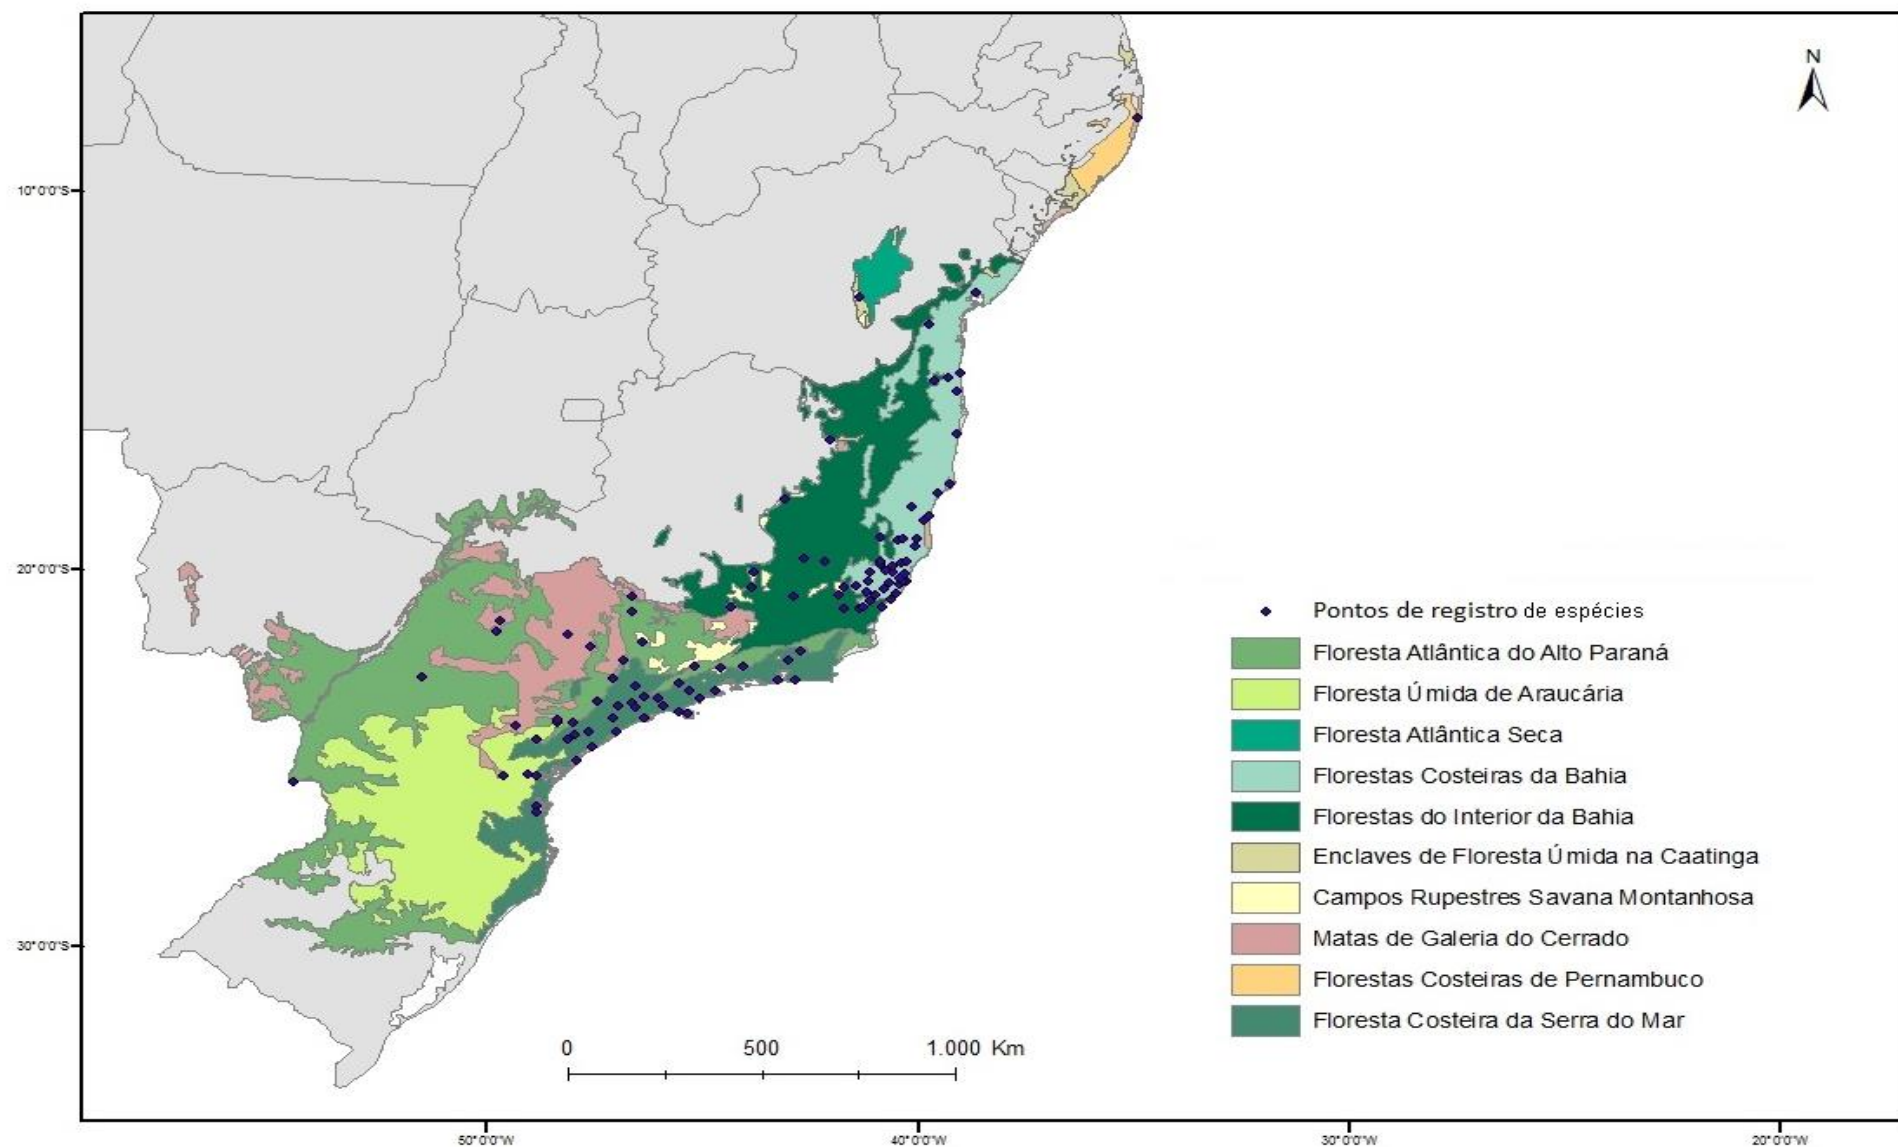 N
10°0'0"S
20°0'0"S
30°0'0"S
Pontos de registro de espécies
Floresta Atlântica do Alto Paraná
Floresta Úmida de Araucária
Floresta Atlântica Seca
Florestas Costeiras da Bahia
Florestas do Interior da Bahia
Enclaves de Floresta Úmida na Caatinga
Campos Rupestres Savana Montanhosa
Matas de Galeria do Cerrado
Florestas Costeiras de Pernambuco
Floresta Costeira da Serra do Mar
0 500 1.000 Km
50°0'0"W 40°0'0"W 30°0'0"W 20°0'0"W